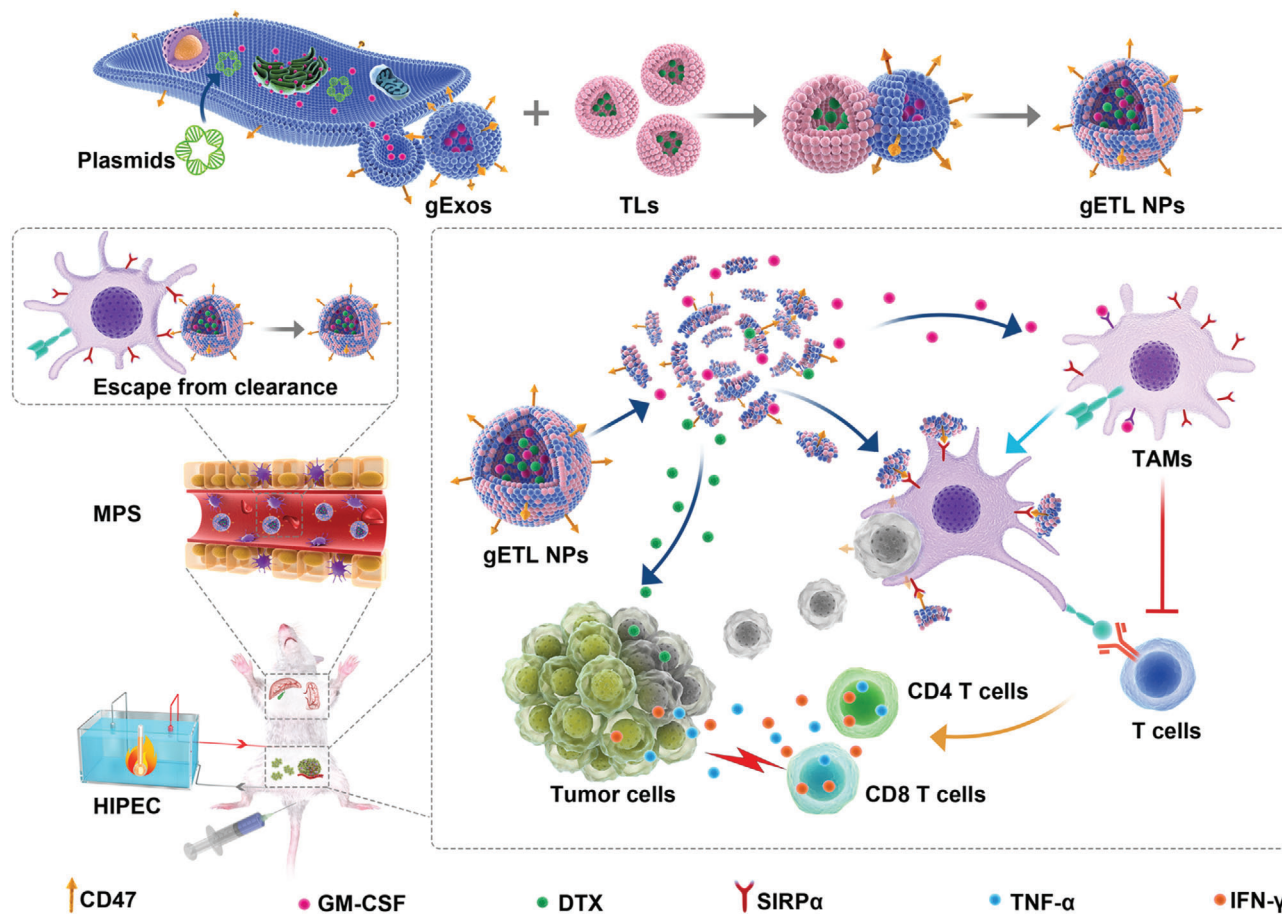 Plasmids
gExos
TLs
gETL NPs
Escape from clearance
MPS
HIPEC
gETL NPs
TAMs
CD4 T cells
T cells
Tumor cells
CD8 T cells
CD47
GM-CSF
DTX
SIRPα
TNF-α
IFN-γ